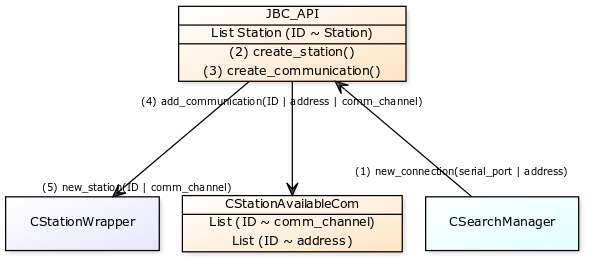 JBC_API
List Station (ID ~ Station)
(2) create_station()
(3) create_communication()
(4) add_communication(ID | address | comm_channel)
(1) new_connection(serial_port | address)
(5) new_station(ID | comm_channel)
CStationWrapper
CStationAvailableCom
List (ID ~ comm_channel)
List (ID ~ address)
CSearchManager